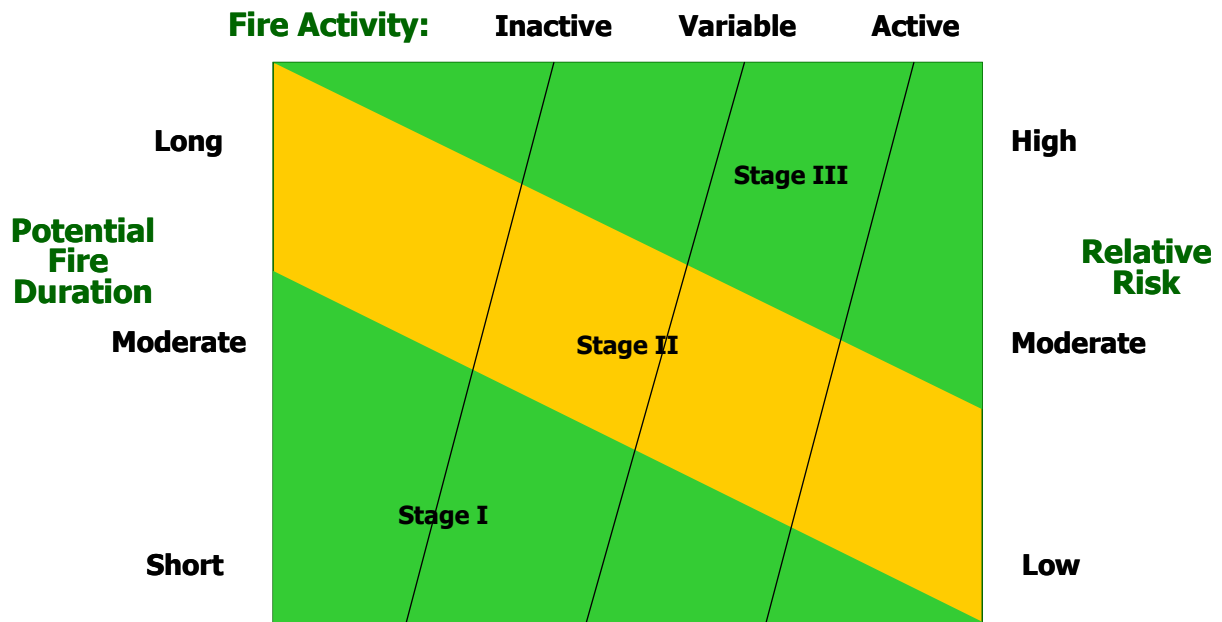 Fire Activity: Inactive Variable Active
Long
High
Stage III
Potential
Fire
Duration
Relative
Risk
Moderate
Stage II
Moderate
Stage I
Short
Low